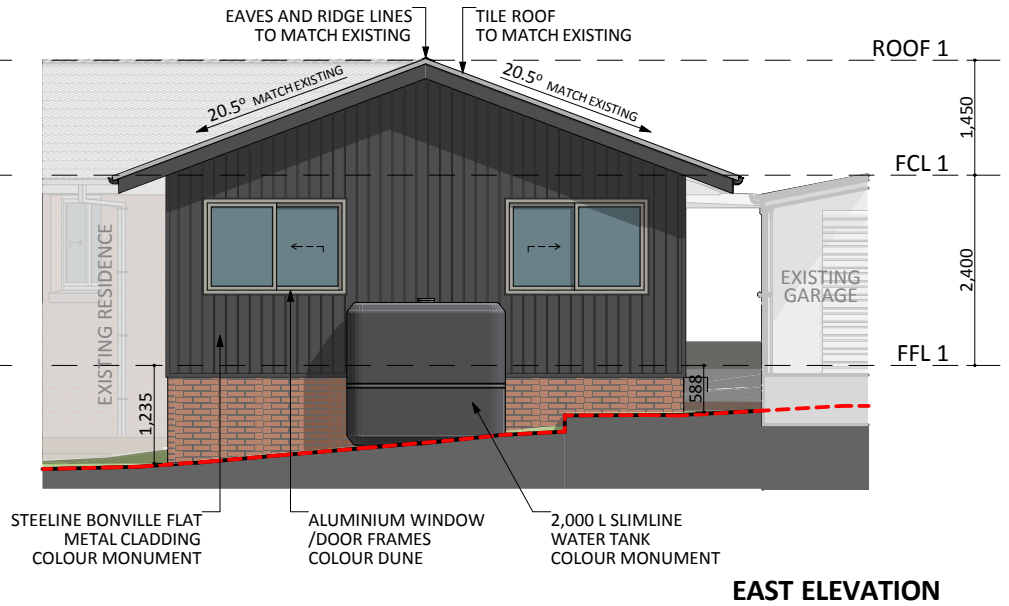 EAVES AND RIDGE LINES
TO MATCH EXISTING
TILE ROOF
TO MATCH EXISTING
ROOF 1
20.5° MATCH EXISTING
20.5° MATCH EXISTING
1,450
FCL 1
2,400
EXISTING RESIDENCE
EXISTING
GARAGE
FFL 1
1,235
588
STEELINE BONVILLE FLAT
METAL CLADDING
COLOUR MONUMENT
ALUMINIUM WINDOW
/DOOR FRAMES
COLOUR DUNE
2,000 L SLIMLINE
WATER TANK
COLOUR MONUMENT
EAST ELEVATION